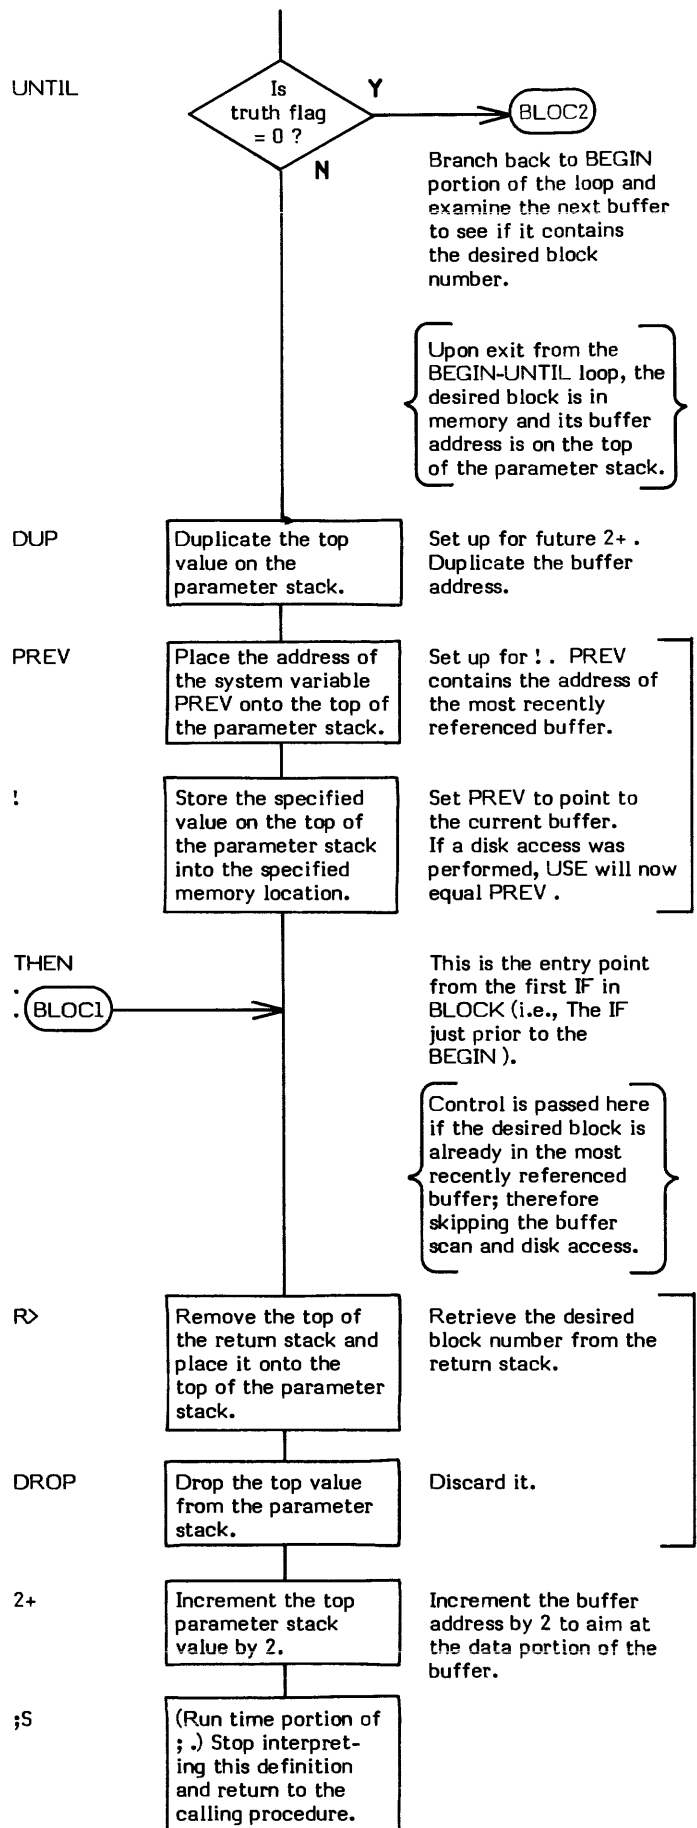 UNTIL
Is
truth flag
= 0 ?
Y
N
BLOC2
Branch back to BEGIN
portion of the loop and
examine the next buffer
to see if it contains
the desired block
number.
Upon exit from the
BEGIN-UNTIL loop, the
desired block is in
memory and its buffer
address is on the top
of the parameter stack.
DUP
Duplicate the top
value on the
parameter stack.
Set up for future 2+ .
Duplicate the buffer
address.
PREV
Place the address of
the system variable
PREV onto the top of
the parameter stack.
Set up for ! . PREV
contains the address of
the most recently
referenced buffer.
!
Store the specified
value on the top of
the parameter stack
into the specified
memory location.
Set PREV to point to
the current buffer.
If a disk access was
performed, USE will now
equal PREV .
THEN
:
BLOC1
This is the entry point
from the first IF in
BLOCK (i.e., The IF
just prior to the
BEGIN ).
Control is passed here
if the desired block is
already in the most
recently referenced
buffer; therefore
skipping the buffer
scan and disk access.
R>
Remove the top of
the return stack and
place it onto the
top of the parameter
stack.
Retrieve the desired
block number from the
return stack.
DROP
Drop the top value
from the parameter
stack.
Discard it.
2+
Increment the top
parameter stack
value by 2.
Increment the buffer
address by 2 to aim at
the data portion of the
buffer.
;S
(Run time portion of
; .) Stop interpret-
ing this definition
and return to the
calling procedure.